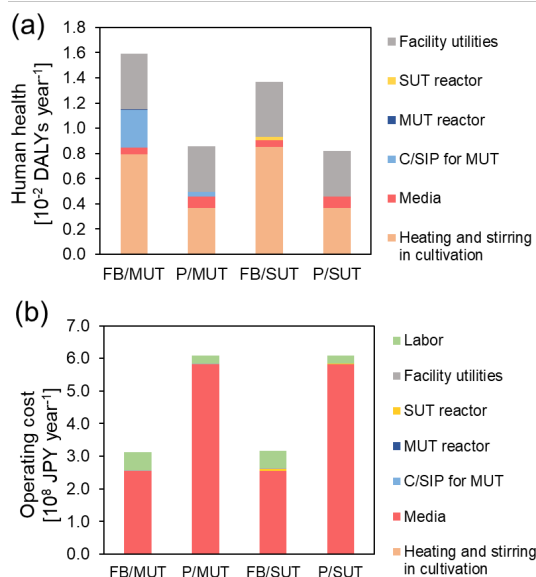 (a)
Human health
[10⁻² DALYs year⁻¹]
1.8
1.6
1.4
1.2
1.0
0.8
0.6
0.4
0.2
0.0
FB/MUT P/MUT FB/SUT P/SUT
Facility utilities
SUT reactor
MUT reactor
C/SIP for MUT
Media
Heating and stirring
in cultivation
(b)
Operating cost
[10⁸ JPY year⁻¹]
7.0
6.0
5.0
4.0
3.0
2.0
1.0
0.0
FB/MUT P/MUT FB/SUT P/SUT
Labor
Facility utilities
SUT reactor
MUT reactor
C/SIP for MUT
Media
Heating and stirring
in cultivation